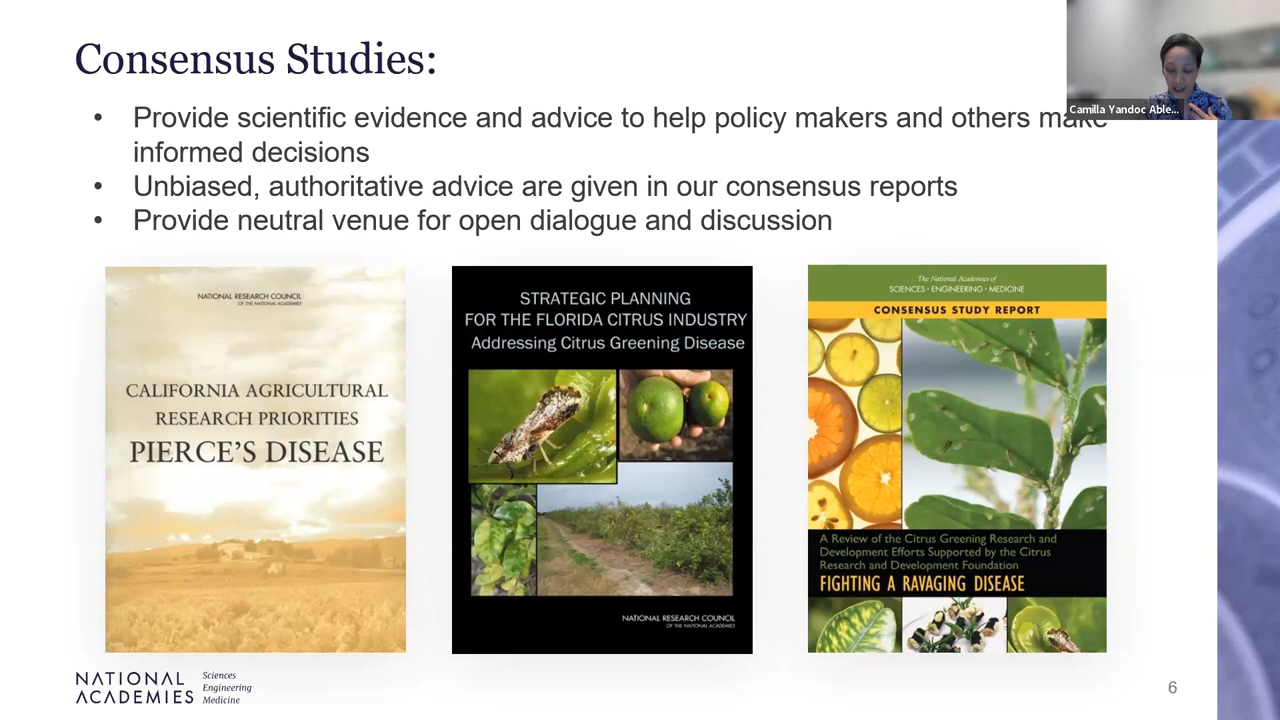 Consensus Studies:
Camilla Yandoc Able...
• Provide scientific evidence and advice to help policy makers and others make
informed decisions
• Unbiased, authoritative advice are given in our consensus reports
• Provide neutral venue for open dialogue and discussion
NATIONAL RESEARCH COUNCIL
OF THE NATIONAL ACADEMIES
CALIFORNIA AGRICULTURAL
RESEARCH PRIORITIES
PIERCE'S DISEASE
STRATEGIC PLANNING
FOR THE FLORIDA CITRUS INDUSTRY
Addressing Citrus Greening Disease
NATIONAL RESEARCH COUNCIL
OF THE NATIONAL ACADEMIES
The National Academies of
SCIENCES · ENGINEERING · MEDICINE
CONSENSUS STUDY REPORT
A Review of the Citrus Greening Research and
Development Efforts Supported by the Citrus
Research and Development Foundation
FIGHTING A RAVAGING DISEASE
NATIONAL
ACADEMIES
Sciences
Engineering
Medicine
6